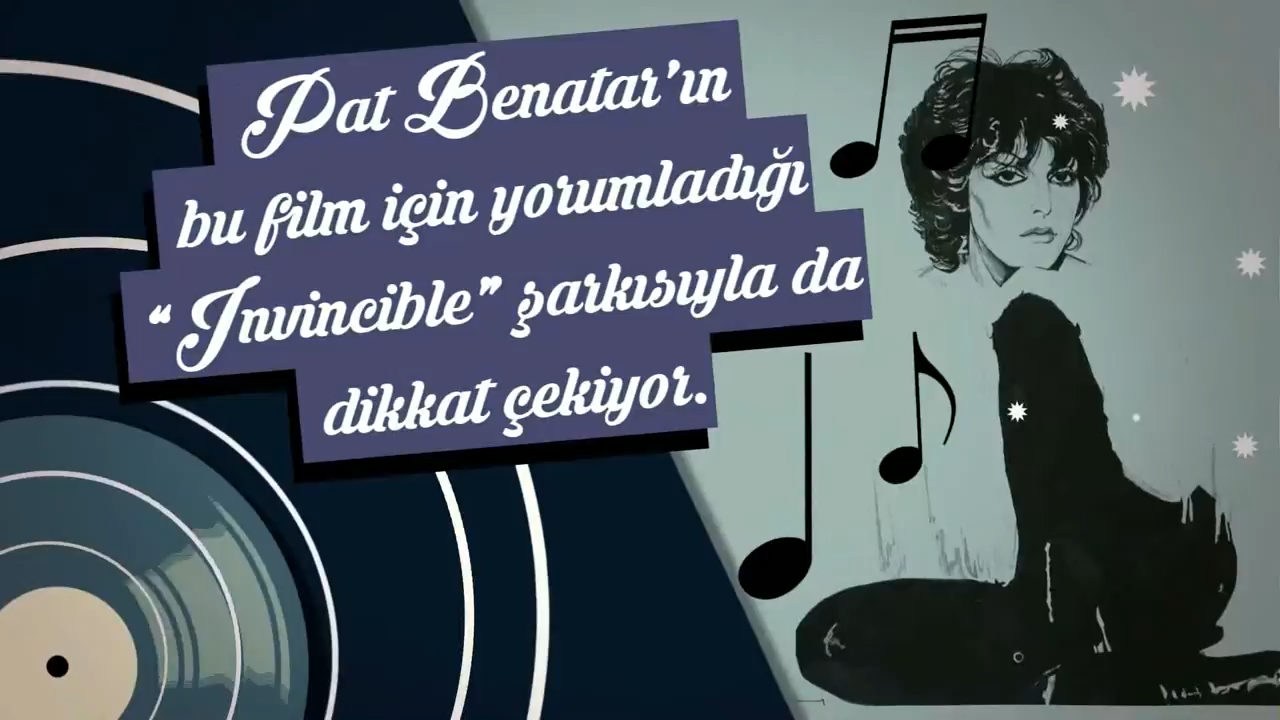 Pat Benatar’ın
bu film için yorumladığı
“Invincible” şarkısıyla da
dikkat çekiyor.